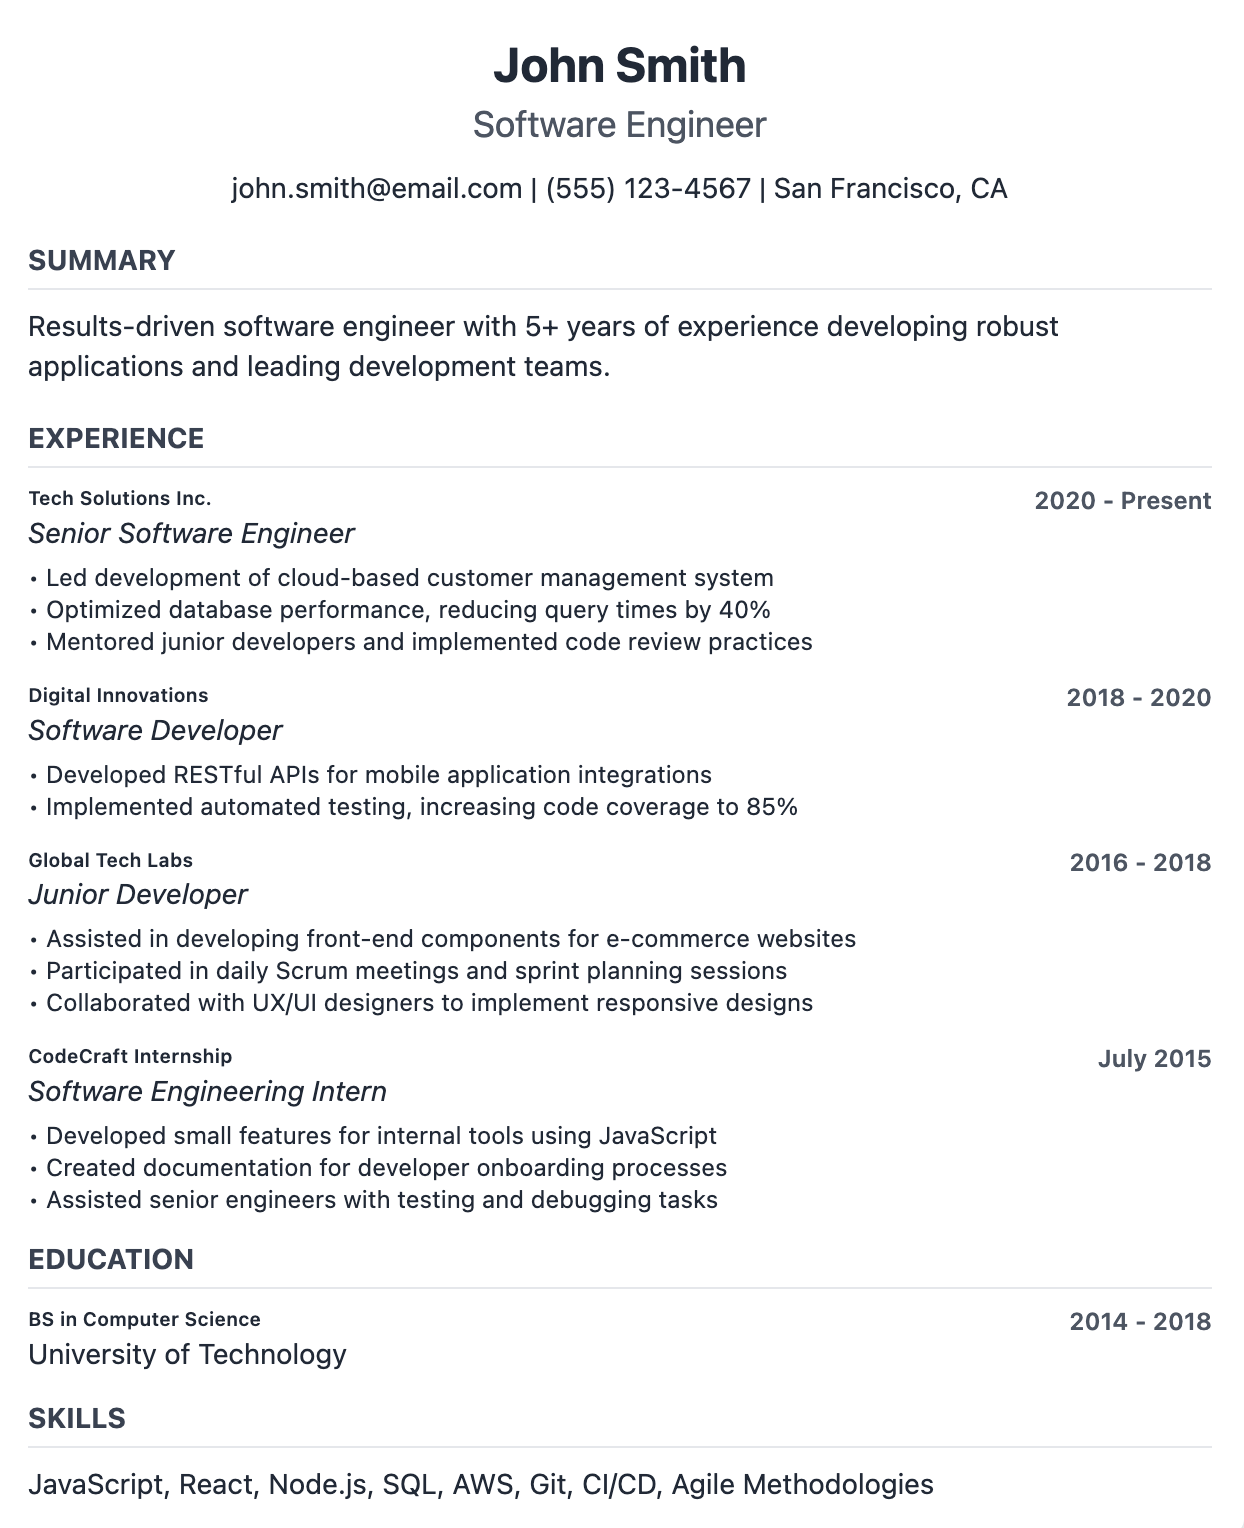 John Smith
Software Engineer
john.smith@email.com | (555) 123-4567 | San Francisco, CA
SUMMARY
Results-driven software engineer with 5+ years of experience developing robust
applications and leading development teams.
EXPERIENCE
Tech Solutions Inc. 2020 - Present
Senior Software Engineer
• Led development of cloud-based customer management system
• Optimized database performance, reducing query times by 40%
• Mentored junior developers and implemented code review practices
Digital Innovations 2018 - 2020
Software Developer
• Developed RESTful APIs for mobile application integrations
• Implemented automated testing, increasing code coverage to 85%
Global Tech Labs 2016 - 2018
Junior Developer
• Assisted in developing front-end components for e-commerce websites
• Participated in daily Scrum meetings and sprint planning sessions
• Collaborated with UX/UI designers to implement responsive designs
CodeCraft Internship July 2015
Software Engineering Intern
• Developed small features for internal tools using JavaScript
• Created documentation for developer onboarding processes
• Assisted senior engineers with testing and debugging tasks
EDUCATION
BS in Computer Science 2014 - 2018
University of Technology
SKILLS
JavaScript, React, Node.js, SQL, AWS, Git, CI/CD, Agile Methodologies